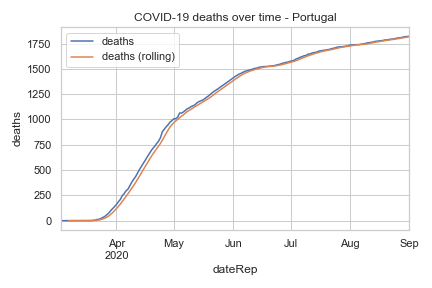 COVID-19 deaths over time - Portugal
deaths
deaths (rolling)
1750
1500
1250
1000
750
500
250
0
deaths
Apr
2020
May
Jun
Jul
Aug
Sep
dateRep